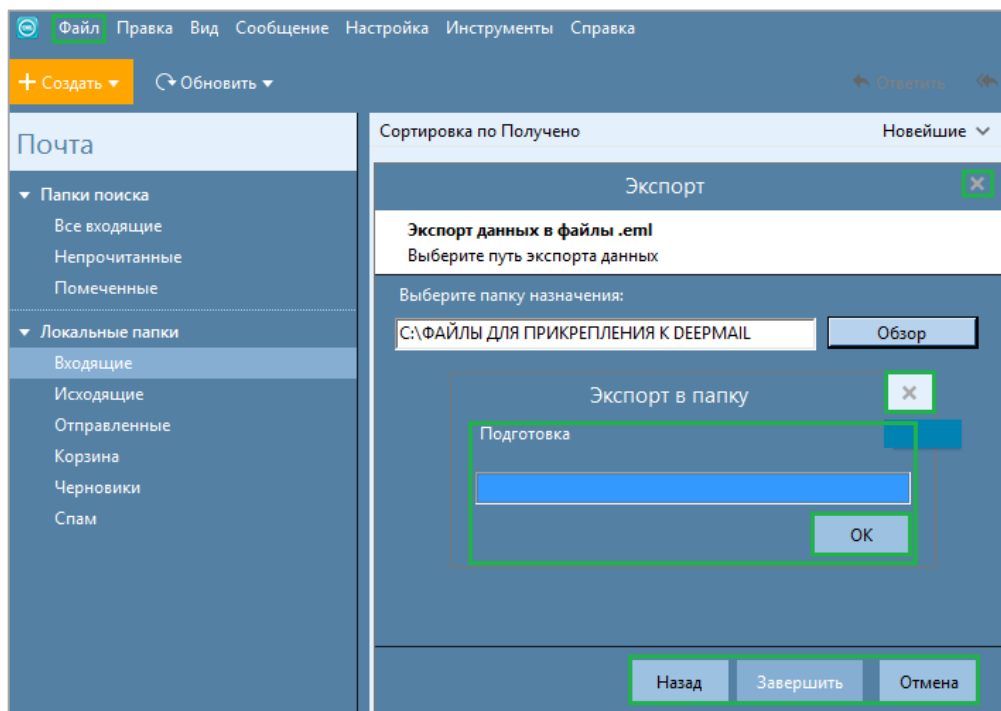 Файл Правка Вид Сообщение Настройка Инструменты Справка
Создать Обновить Ответить
Почта
Сортировка по Получено Новейшие
Папки поиска
Все входящие
Непрочитанные
Помеченные
Локальные папки
Входящие
Исходящие
Отправленные
Корзина
Черновики
Спам
Экспорт
Экспорт данных в файлы .eml
Выберите путь экспорта данных
Выберите папку назначения:
C:\ФАЙЛЫ ДЛЯ ПРИКРЕПЛЕНИЯ К DEEPMAIL Обзор
Экспорт в папку
Подготовка
ОК
Назад Завершить Отмена